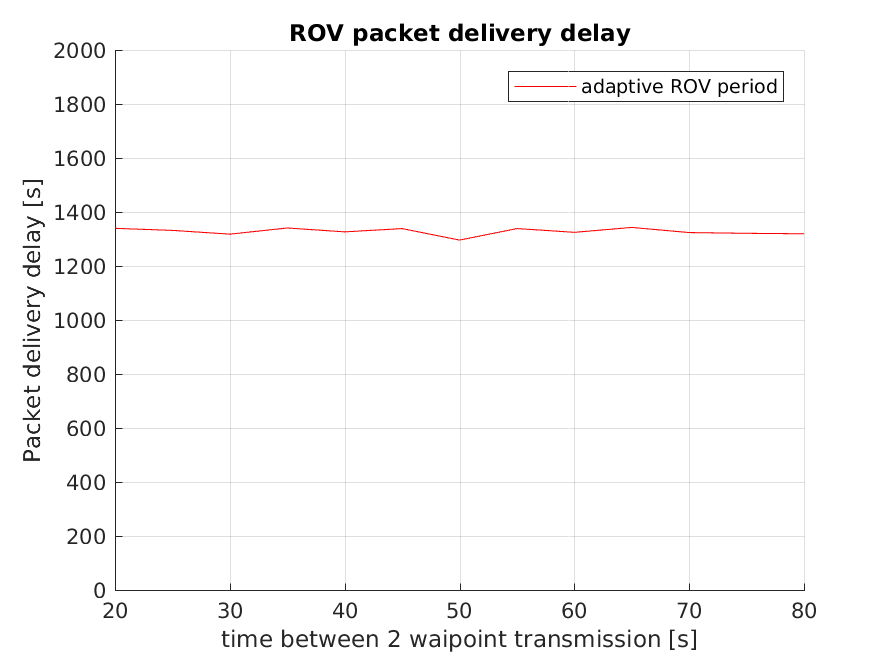 ROV packet delivery delay
adaptive ROV period
Packet delivery delay [s]
2000
1800
1600
1400
1200
1000
800
600
400
200
0
20 30 40 50 60 70 80
time between 2 waipoint transmission [s]